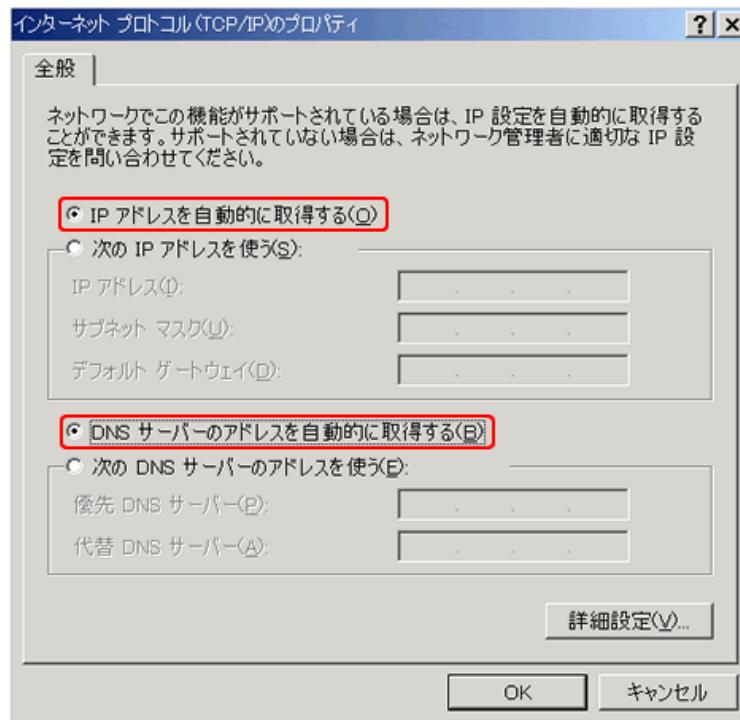 インターネット プロトコル (TCP/IP)のプロパティ
全般
ネットワークでこの機能がサポートされている場合は、IP 設定を自動的に取得する
ことができます。サポートされていない場合は、ネットワーク管理者に適切な IP 設
定を問い合わせてください。
IP アドレスを自動的に取得する(O)
次の IP アドレスを使う(S):
IP アドレス(I):
サブネット マスク(U):
デフォルト ゲートウェイ(D):
DNS サーバーのアドレスを自動的に取得する(B)
次の DNS サーバーのアドレスを使う(E):
優先 DNS サーバー(P):
代替 DNS サーバー(A):
詳細設定(V)...
OK
キャンセル